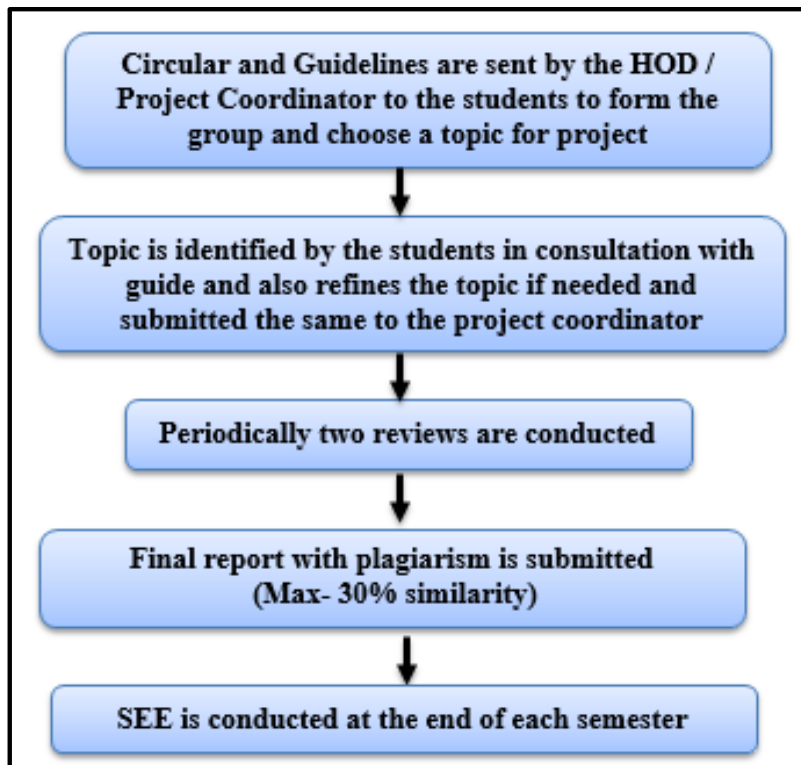 Circular and Guidelines are sent by the HOD /
Project Coordinator to the students to form the
group and choose a topic for project
Topic is identified by the students in consultation with
guide and also refines the topic if needed and
submitted the same to the project coordinator
Periodically two reviews are conducted
Final report with plagiarism is submitted
(Max- 30% similarity)
SEE is conducted at the end of each semester